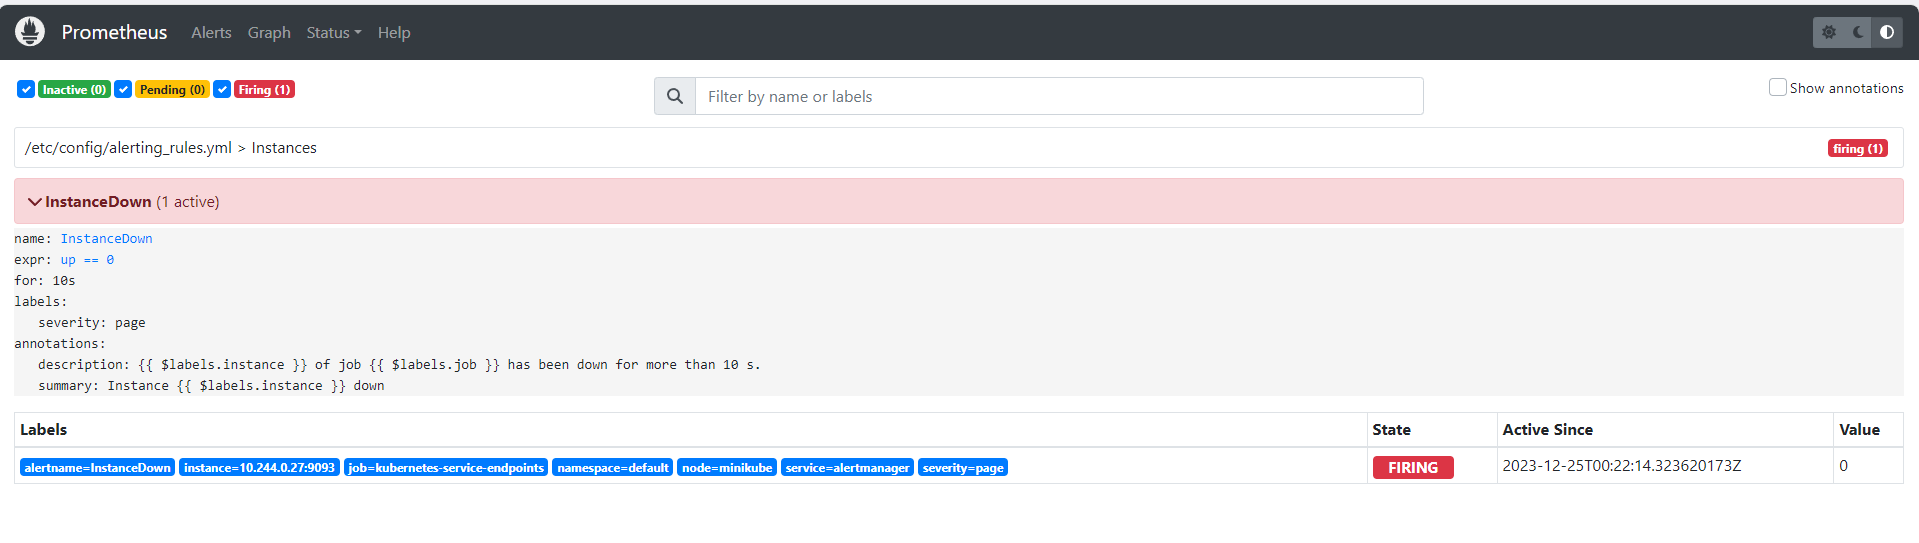 Prometheus Alerts Graph Status Help
Inactive (0) Pending (0) Firing (1) Filter by name or labels Show annotations
/etc/config/alerting_rules.yml > Instances firing (1)
InstanceDown (1 active)
name: InstanceDown
expr: up == 0
for: 10s
labels:
severity: page
annotations:
description: {{ $labels.instance }} of job {{ $labels.job }} has been down for more than 10 s.
summary: Instance {{ $labels.instance }} down
Labels State Active Since Value
alertname=InstanceDown instance=10.244.0.27:9093 job=kubernetes-service-endpoints namespace=default node=minikube service=alertmanager severity=page FIRING 2023-12-25T00:22:14.323620173Z 0